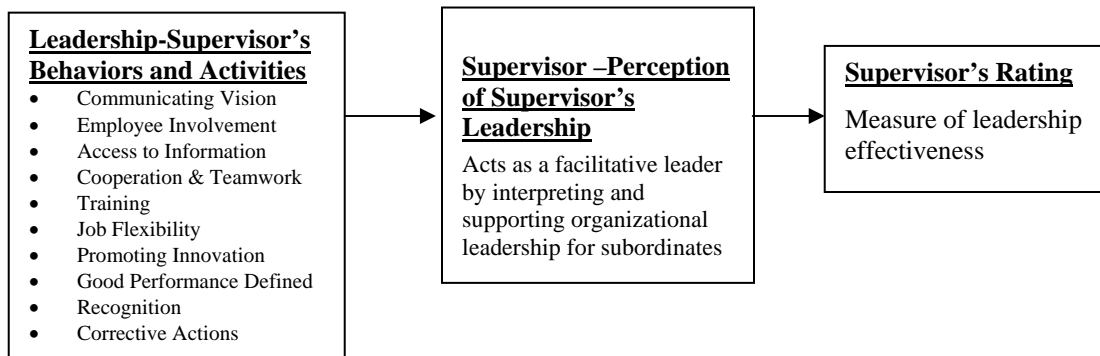 Leadership-Supervisor’s
Behaviors and Activities
• Communicating Vision
• Employee Involvement
• Access to Information
• Cooperation & Teamwork
• Training
• Job Flexibility
• Promoting Innovation
• Good Performance Defined
• Recognition
• Corrective Actions
Supervisor –Perception
of Supervisor’s
Leadership
Acts as a facilitative leader
by interpreting and
supporting organizational
leadership for subordinates
Supervisor’s Rating
Measure of leadership
effectiveness